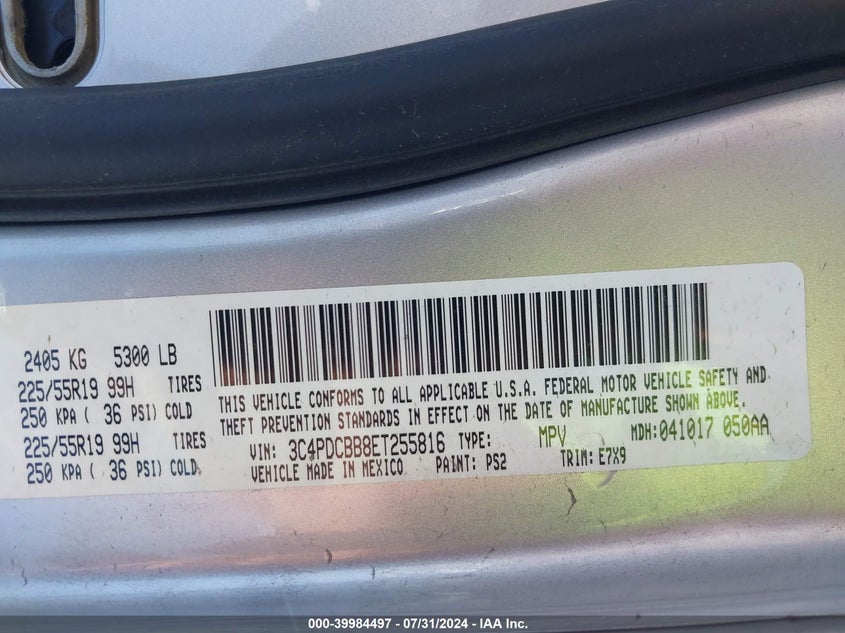 2405 KG 5300 LB
225/55R19 99H TIRES
250 KPA ( 36 PSI) COLD
225/55R19 99H TIRES
250 KPA ( 36 PSI) COLD
THIS VEHICLE CONFORMS TO ALL APPLICABLE U.S.A. FEDERAL MOTOR VEHICLE SAFETY AND
THEFT PREVENTION STANDARDS IN EFFECT ON THE DATE OF MANUFACTURE SHOWN ABOVE.
VIN: 3C4PDCBB8ET255816 TYPE: MPV MDH:041017 050AA
VEHICLE MADE IN MEXICO PAINT: PS2 TRIM: E7X9
000-39984497 / 07/31/2024 - IAA Inc.